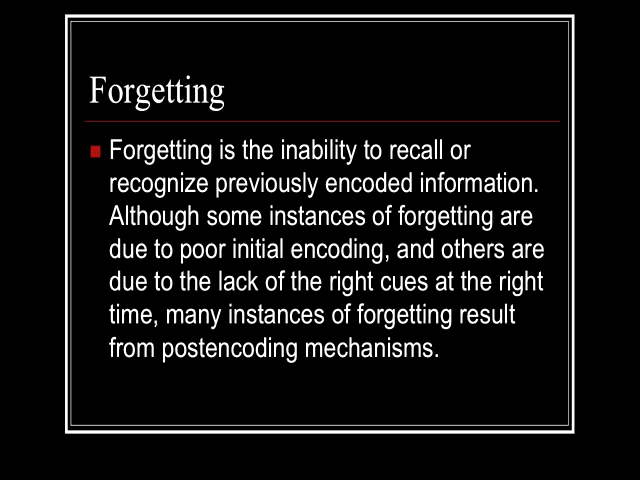 Forgetting
Forgetting is the inability to recall or
recognize previously encoded information.
Although some instances of forgetting are
due to poor initial encoding, and others are
due to the lack of the right cues at the right
time, many instances of forgetting result
from postencoding mechanisms.